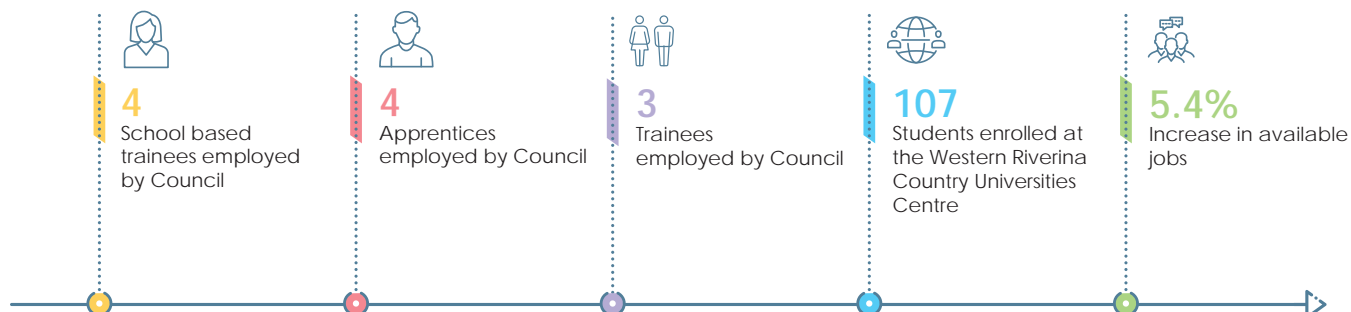 4
School based
trainees employed
by Council
4
Apprentices
employed by Council
3
Trainees
employed by Council
107
Students enrolled at
the Western Riverina
Country Universities
Centre
5.4%
Increase in available
jobs